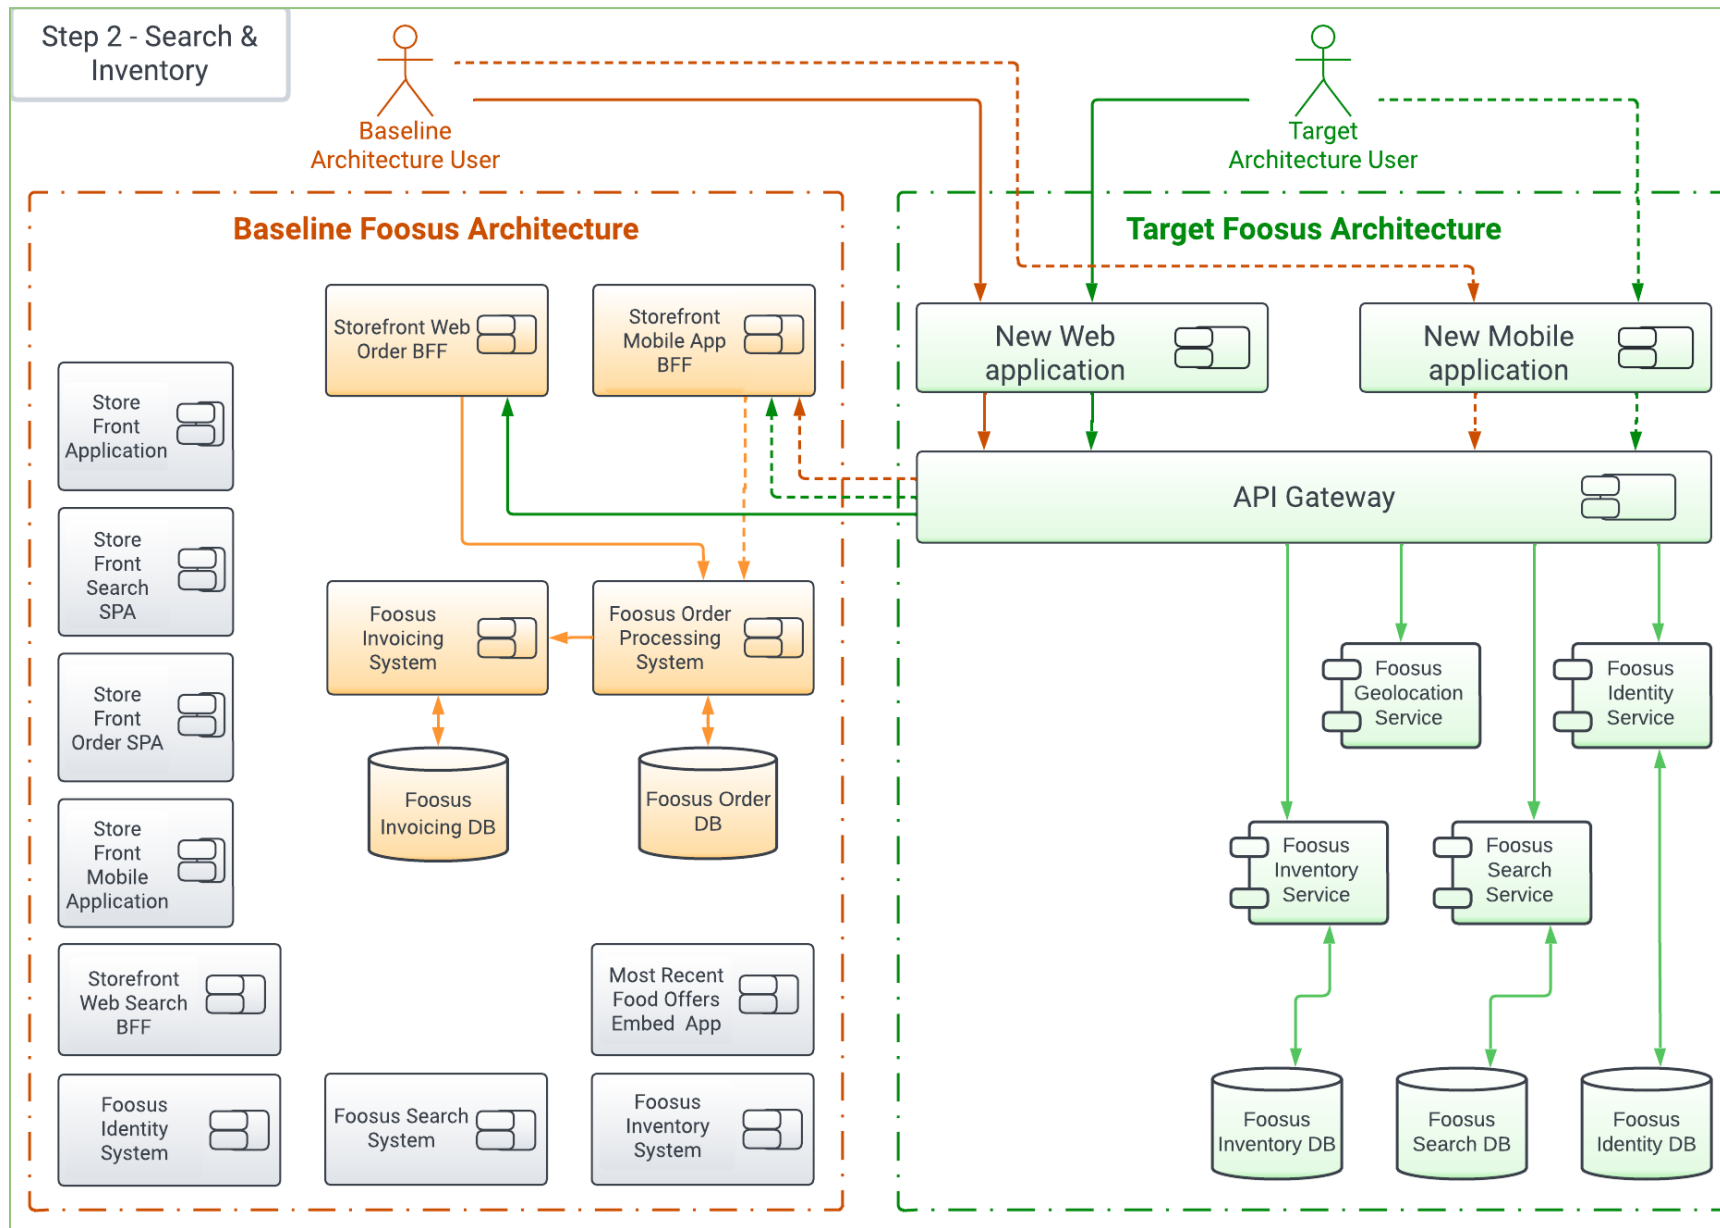 Step 2 - Search &
Inventory
Baseline
Architecture User
Target
Architecture User
Baseline Foosus Architecture
Target Foosus Architecture
Storefront Web
Order BFF
Storefront
Mobile App
BFF
New Web
application
New Mobile
application
Store
Front
Application
API Gateway
Store
Front
Search
SPA
Foosus
Invoicing
System
Foosus Order
Processing
System
Foosus
Geolocation
Service
Foosus
Identity
Service
Store
Front
Order SPA
Foosus
Invoicing DB
Foosus Order
DB
Store
Front
Mobile
Application
Foosus
Inventory
Service
Foosus
Search
Service
Storefront
Web Search
BFF
Most Recent
Food Offers
Embed App
Foosus
Identity
System
Foosus Search
System
Foosus
Inventory
System
Foosus
Inventory DB
Foosus
Search DB
Foosus
Identity DB